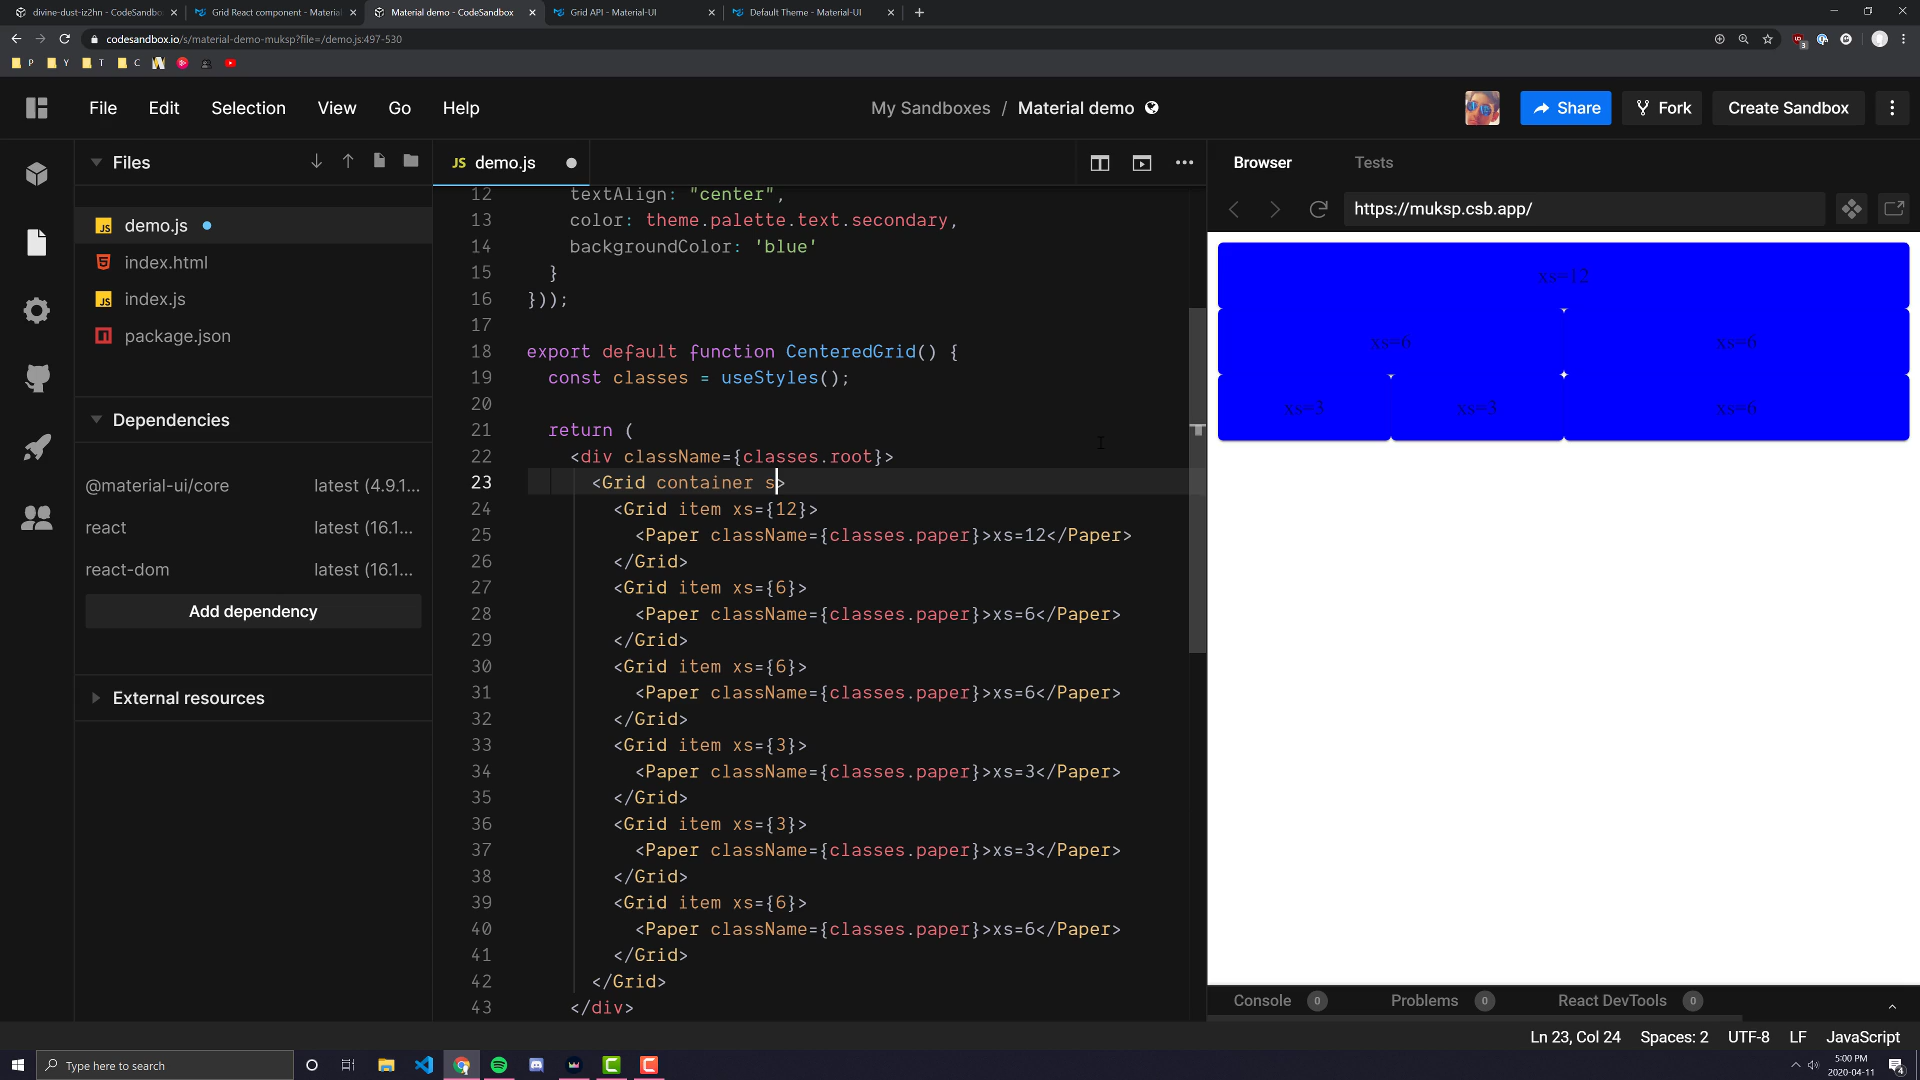 divine-dust-iz2hn - CodeSandbo
Grid React component - Material
Material demo - CodeSandbox
Grid API - Material-UI
Default Theme - Material-UI
codesandbox.io/s/material-demo-muksp?file=/demo.js:497-530
P Y T C
File Edit Selection View Go Help
My Sandboxes / Material demo
Share Fork Create Sandbox
Files
JS demo.js
demo.js
index.html
index.js
package.json
Dependencies
@material-ui/core latest (4.9.1...
react latest (16.1...
react-dom latest (16.1...
Add dependency
External resources
12 textAlign: "center",
13 color: theme.palette.text.secondary,
14 backgroundColor: 'blue'
15 }
16 }));
17
18 export default function CenteredGrid() {
19 const classes = useStyles();
20
21 return (
22 <div className={classes.root}>
23 <Grid container s>
24 <Grid item xs={12}>
25 <Paper className={classes.paper}>xs=12</Paper>
26 </Grid>
27 <Grid item xs={6}>
28 <Paper className={classes.paper}>xs=6</Paper>
29 </Grid>
30 <Grid item xs={6}>
31 <Paper className={classes.paper}>xs=6</Paper>
32 </Grid>
33 <Grid item xs={3}>
34 <Paper className={classes.paper}>xs=3</Paper>
35 </Grid>
36 <Grid item xs={3}>
37 <Paper className={classes.paper}>xs=3</Paper>
38 </Grid>
39 <Grid item xs={6}>
40 <Paper className={classes.paper}>xs=6</Paper>
41 </Grid>
42 </Grid>
43 </div>
Browser Tests
https://muksp.csb.app/
xs=12
xs=6 xs=6
xs=3 xs=3 xs=6
Console 0 Problems 0 React DevTools 0
Ln 23, Col 24 Spaces: 2 UTF-8 LF JavaScript
Type here to search
5:00 PM
2020-04-11